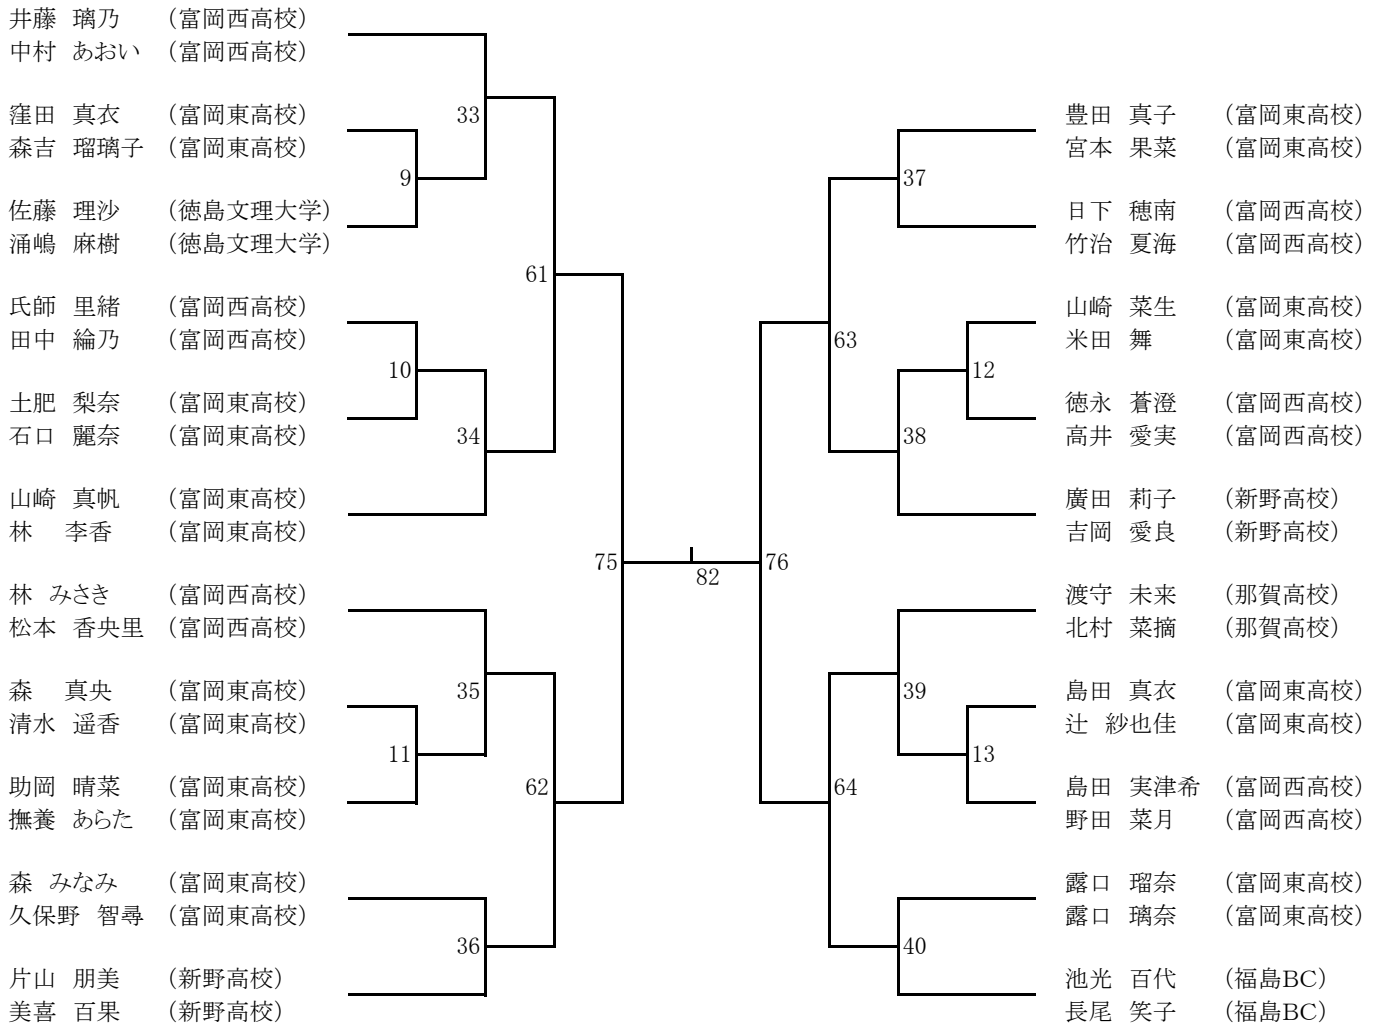 井藤 璃乃 （富岡西高校）
中村 あおい （富岡西高校）
窪田 真衣 （富岡東高校）
森吉 瑠璃子 （富岡東高校）
佐藤 理沙 （徳島文理大学）
涌嶋 麻樹 （徳島文理大学）
氏師 里緒 （富岡西高校）
田中 綸乃 （富岡西高校）
土肥 梨奈 （富岡東高校）
石口 麗奈 （富岡東高校）
山崎 真帆 （富岡東高校）
林 李香 （富岡東高校）
林 みさき （富岡西高校）
松本 香央里 （富岡西高校）
森 真央 （富岡東高校）
清水 遥香 （富岡東高校）
助岡 晴菜 （富岡東高校）
撫養 あらた （富岡東高校）
森 みなみ （富岡東高校）
久保野 智尋 （富岡東高校）
片山 朋美 （新野高校）
美喜 百果 （新野高校）
33
9
61
10
34
75
35
11
62
36
82
豊田 真子 （富岡東高校）
宮本 果菜 （富岡東高校）
日下 穂南 （富岡西高校）
竹治 夏海 （富岡西高校）
山崎 菜生 （富岡東高校）
米田 舞 （富岡東高校）
徳永 蒼澄 （富岡西高校）
高井 愛実 （富岡西高校）
廣田 莉子 （新野高校）
吉岡 愛良 （新野高校）
渡守 未来 （那賀高校）
北村 菜摘 （那賀高校）
島田 真衣 （富岡東高校）
辻 紗也佳 （富岡東高校）
島田 実津希 （富岡西高校）
野田 菜月 （富岡西高校）
露口 瑠奈 （富岡東高校）
露口 璃奈 （富岡東高校）
池光 百代 （福島BC）
長尾 笑子 （福島BC）
37
63
12
38
76
39
13
64
40